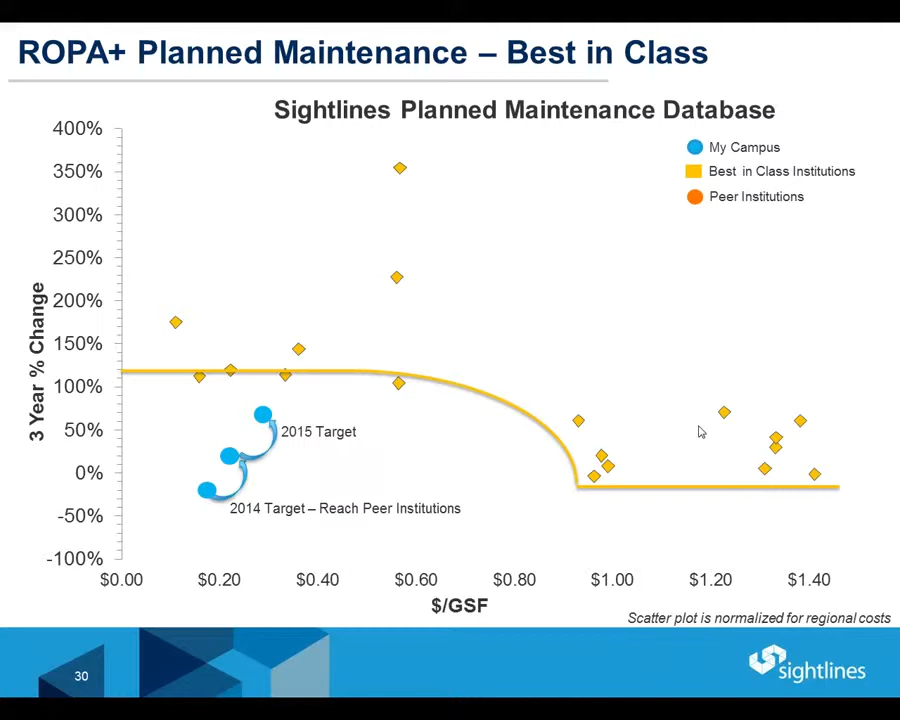 ROPA+ Planned Maintenance – Best in Class
Sightlines Planned Maintenance Database
My Campus
Best in Class Institutions
Peer Institutions
3 Year % Change
400%
350%
300%
250%
200%
150%
100%
50%
0%
-50%
-100%
2015 Target
2014 Target – Reach Peer Institutions
$0.00 $0.20 $0.40 $0.60 $0.80 $1.00 $1.20 $1.40
$/GSF
Scatter plot is normalized for regional costs
30
sightlines